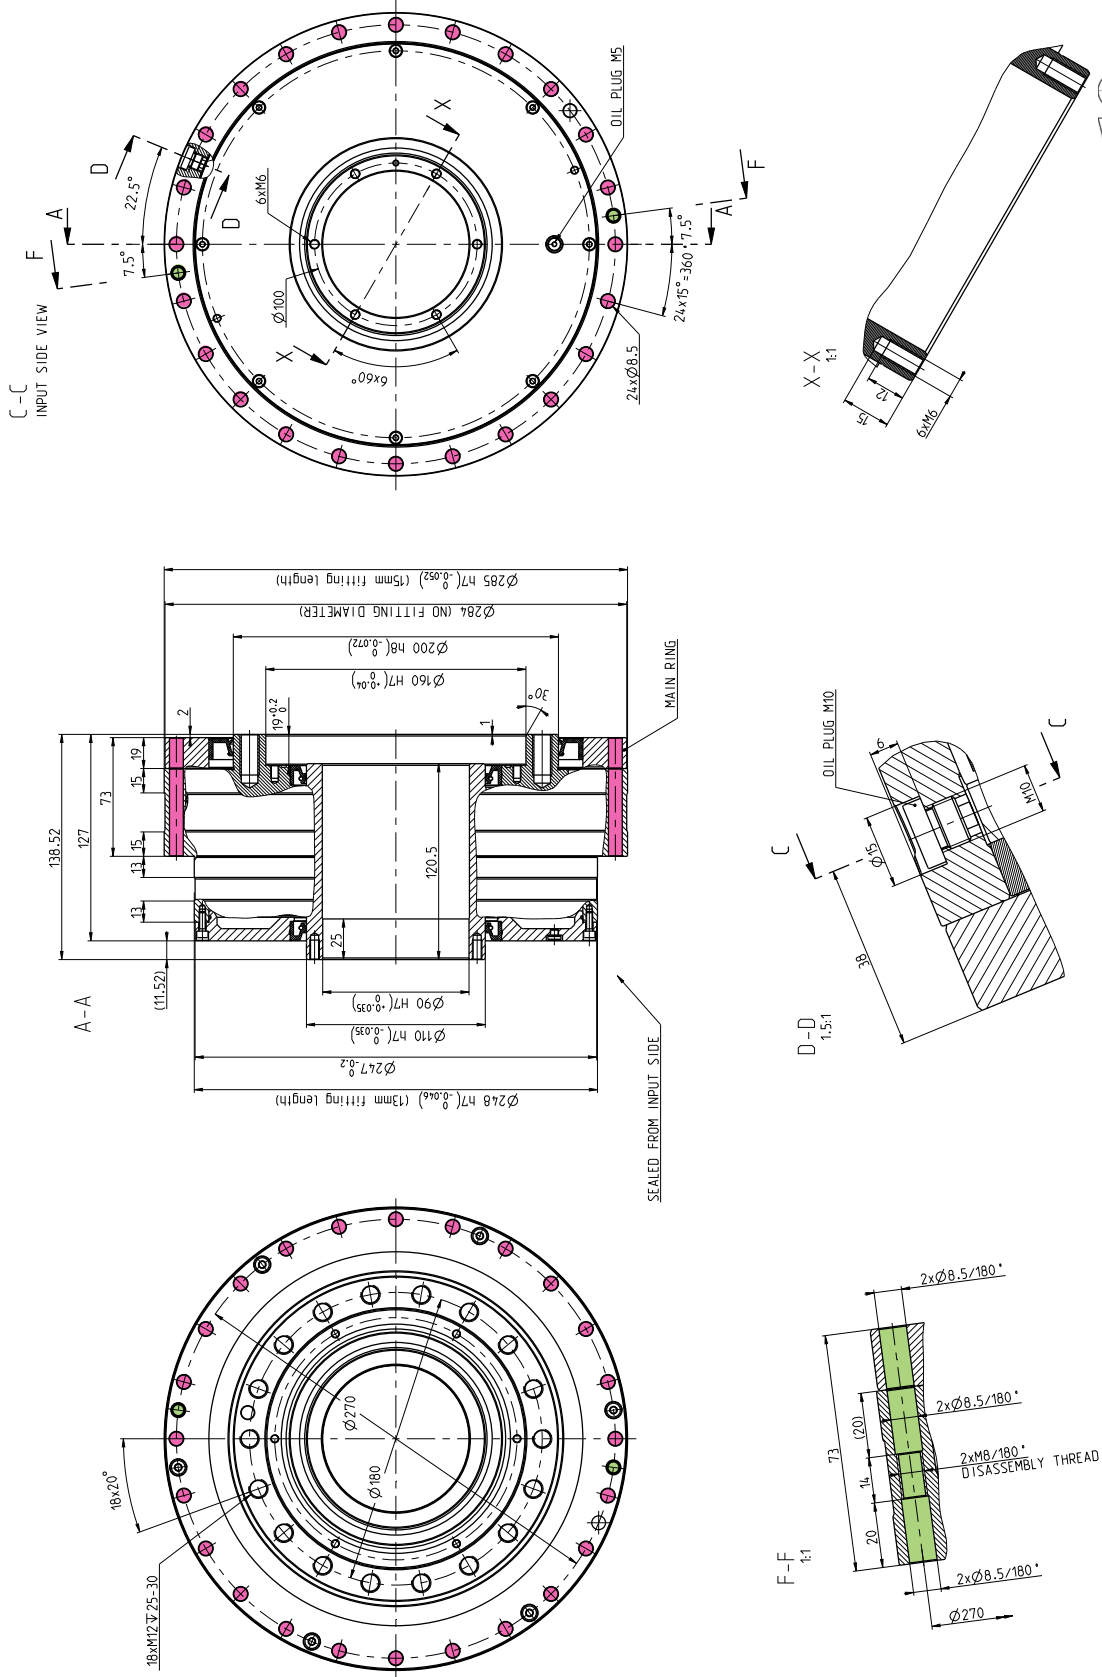 C-C
INPUT SIDE VIEW
F
A
D
D
22.5°
7.5°
6xM6
Ø100
X
X
6x60°
OIL PLUG M5
F
A
7.5°
24x15°=360°
24xØ8.5
X-X
1:1
15
12
6xM6
A-A
138.52
127
73
(11.52)
13
13
15
15
19
2
19 +0.2 0
1
30°
120.5
25
Ø285 h7( 0 -0.052) (15mm fitting length)
Ø284 (NO FITTING DIAMETER)
Ø200 h8( 0 -0.072)
Ø160 H7(+0.04 0)
MAIN RING
Ø90 H7(+0.035 0)
Ø110 h7( 0 -0.035)
Ø247 0 -0.2
Ø248 h7( 0 -0.046) (13mm fitting length)
SEALED FROM INPUT SIDE
D-D
1.5:1
OIL PLUG M10
C
C
6
Ø15
M10
38
18x20°
18xM12↧25-30
Ø270
Ø180
F-F
1:1
73
20
14
(20)
2xØ8.5/180°
2xØ8.5/180°
2xM8/180°
DISASSEMBLY THREAD
2xØ8.5/180°
Ø270